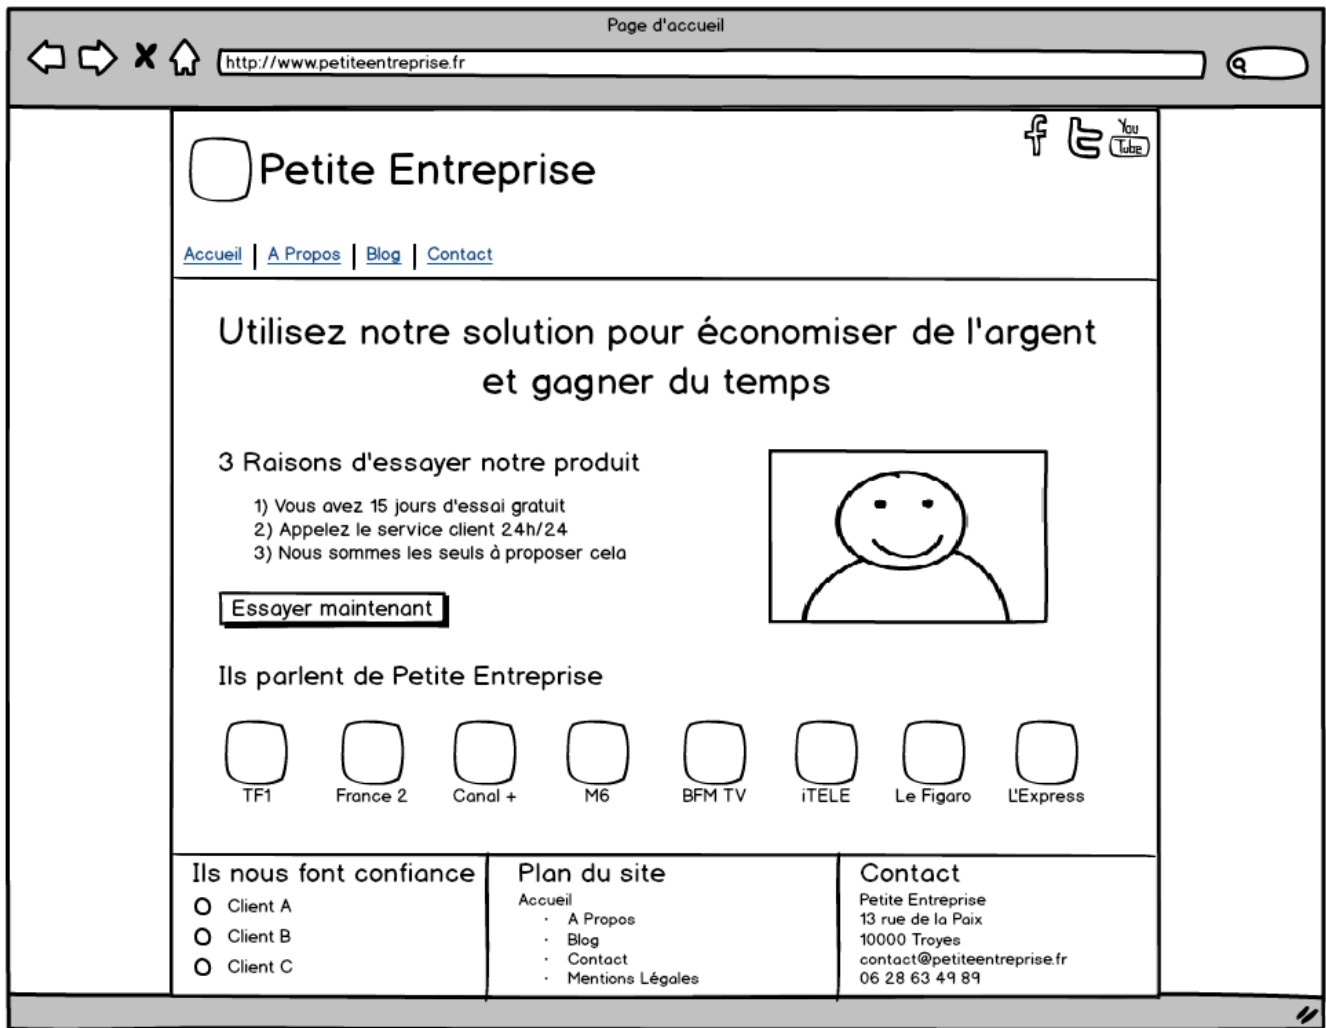 Page d'accueil
http://www.petiteentreprise.fr
You
Tube
Petite Entreprise
Accueil | A Propos | Blog | Contact
Utilisez notre solution pour économiser de l'argent
et gagner du temps
3 Raisons d'essayer notre produit
1) Vous avez 15 jours d'essai gratuit
2) Appelez le service client 24h/24
3) Nous sommes les seuls à proposer cela
Essayer maintenant
Ils parlent de Petite Entreprise
TF1 France 2 Canal + M6 BFM TV iTELE Le Figaro L'Express
Ils nous font confiance
Client A
Client B
Client C
Plan du site
Accueil
· A Propos
· Blog
· Contact
· Mentions Légales
Contact
Petite Entreprise
13 rue de la Paix
10000 Troyes
contact@petiteentreprise.fr
06 28 63 49 89